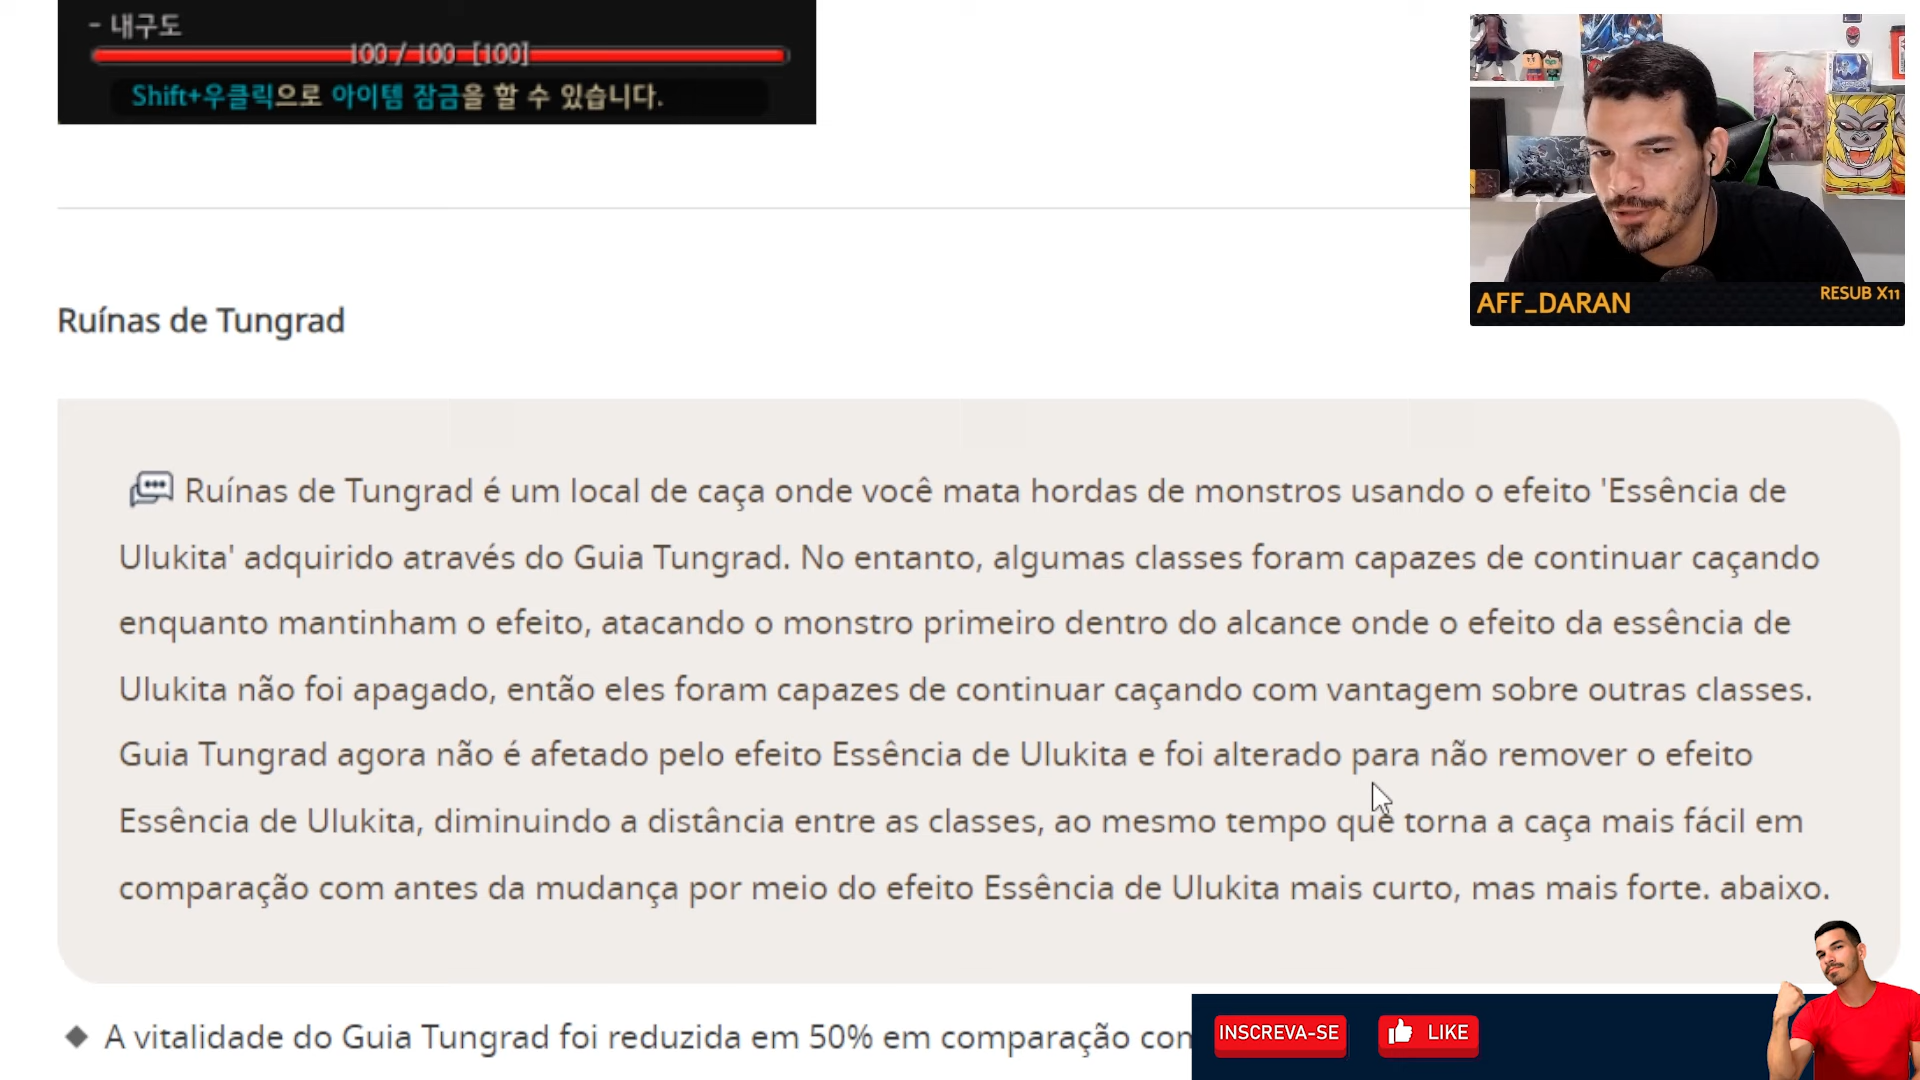 - 내구도
100 / 100 [100]
Shift+우클릭으로 아이템 잠금을 할 수 있습니다.
AFF_DARAN
RESUB X11
Ruínas de Tungrad
Ruínas de Tungrad é um local de caça onde você mata hordas de monstros usando o efeito 'Essência de
Ulukita' adquirido através do Guia Tungrad. No entanto, algumas classes foram capazes de continuar caçando
enquanto mantinham o efeito, atacando o monstro primeiro dentro do alcance onde o efeito da essência de
Ulukita não foi apagado, então eles foram capazes de continuar caçando com vantagem sobre outras classes.
Guia Tungrad agora não é afetado pelo efeito Essência de Ulukita e foi alterado para não remover o efeito
Essência de Ulukita, diminuindo a distância entre as classes, ao mesmo tempo que torna a caça mais fácil em
comparação com antes da mudança por meio do efeito Essência de Ulukita mais curto, mas mais forte. abaixo.
◆ A vitalidade do Guia Tungrad foi reduzida em 50% em comparação con
INSCREVA-SE
LIKE